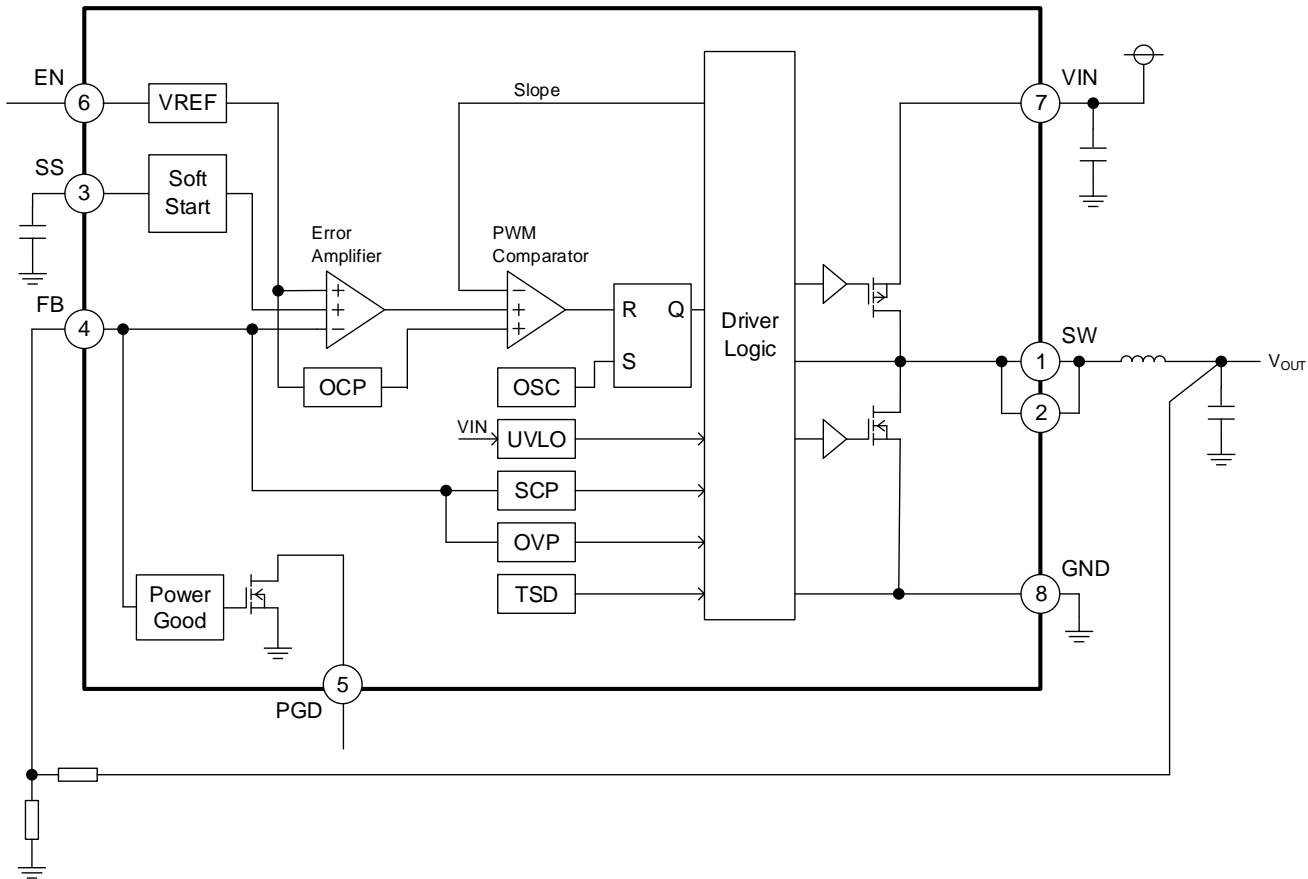 EN
6
VREF
Slope
7
VIN
SS
3
Soft
Start
Error
Amplifier
PWM
Comparator
FB
4
+
+
−
−
+
+
R
Q
S
Driver
Logic
SW
1
2
VOUT
OCP
OSC
VIN
UVLO
SCP
OVP
TSD
Power
Good
GND
8
5
PGD